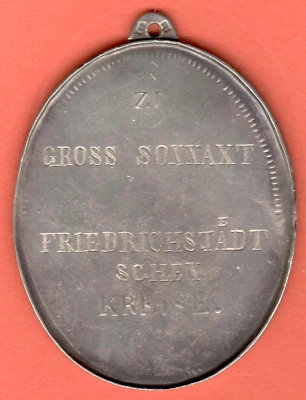 ZU
GROSS SONNAXT
FRIEDRICHSTÄDT
SCHEN
KREISE.